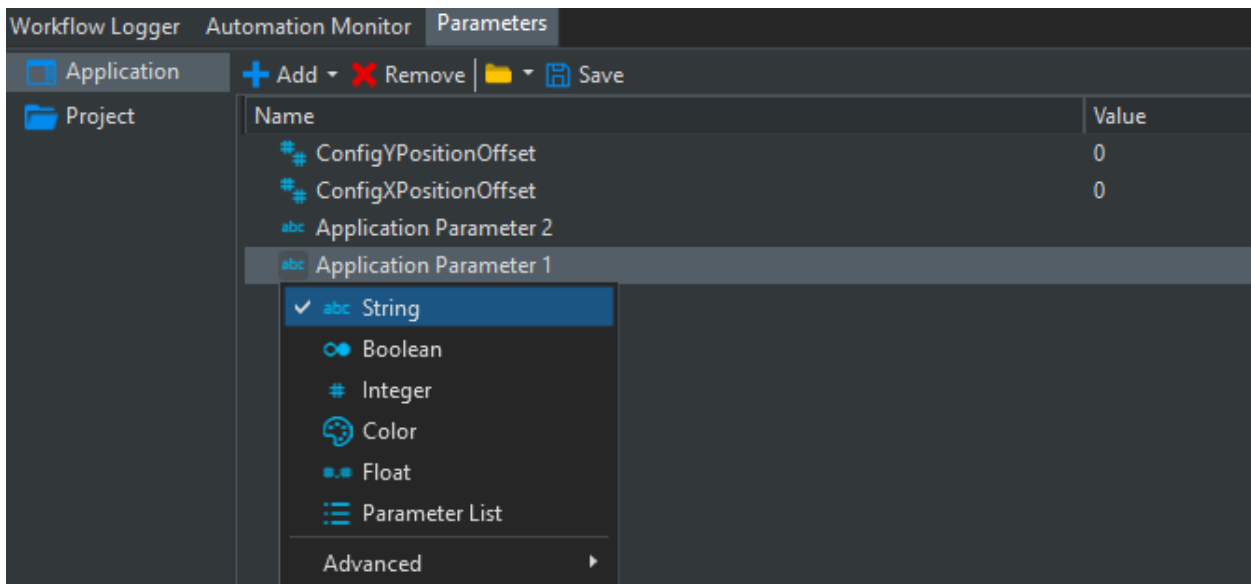 Workflow Logger Automation Monitor Parameters
Application Add Remove Save
Project Name Value
ConfigYPositionOffset 0
ConfigXPositionOffset 0
abc Application Parameter 2
abc Application Parameter 1
abc String
Boolean
# Integer
Color
#.# Float
Parameter List
Advanced